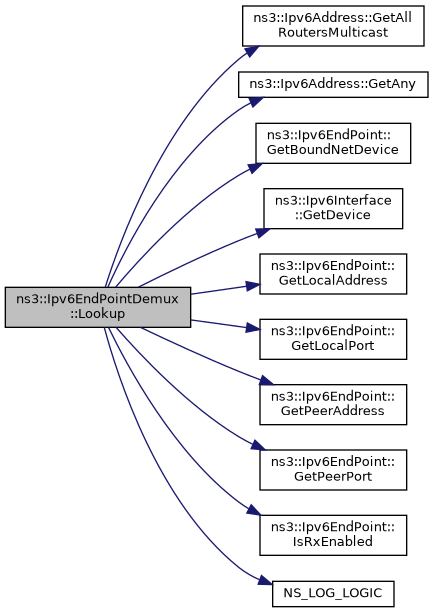 ns3::Ipv6Address::GetAll
RoutersMulticast
ns3::Ipv6Address::GetAny
ns3::Ipv6EndPoint::
GetBoundNetDevice
ns3::Ipv6Interface
::GetDevice
ns3::Ipv6EndPointDemux
::Lookup
ns3::Ipv6EndPoint::
GetLocalAddress
ns3::Ipv6EndPoint::
GetLocalPort
ns3::Ipv6EndPoint::
GetPeerAddress
ns3::Ipv6EndPoint::
GetPeerPort
ns3::Ipv6EndPoint::
IsRxEnabled
NS_LOG_LOGIC